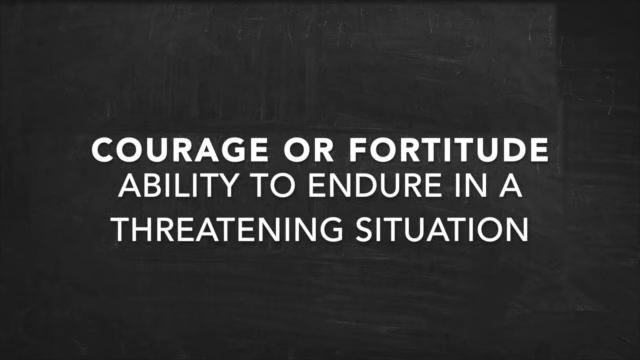 COURAGE OR FORTITUDE
ABILITY TO ENDURE IN A
THREATENING SITUATION